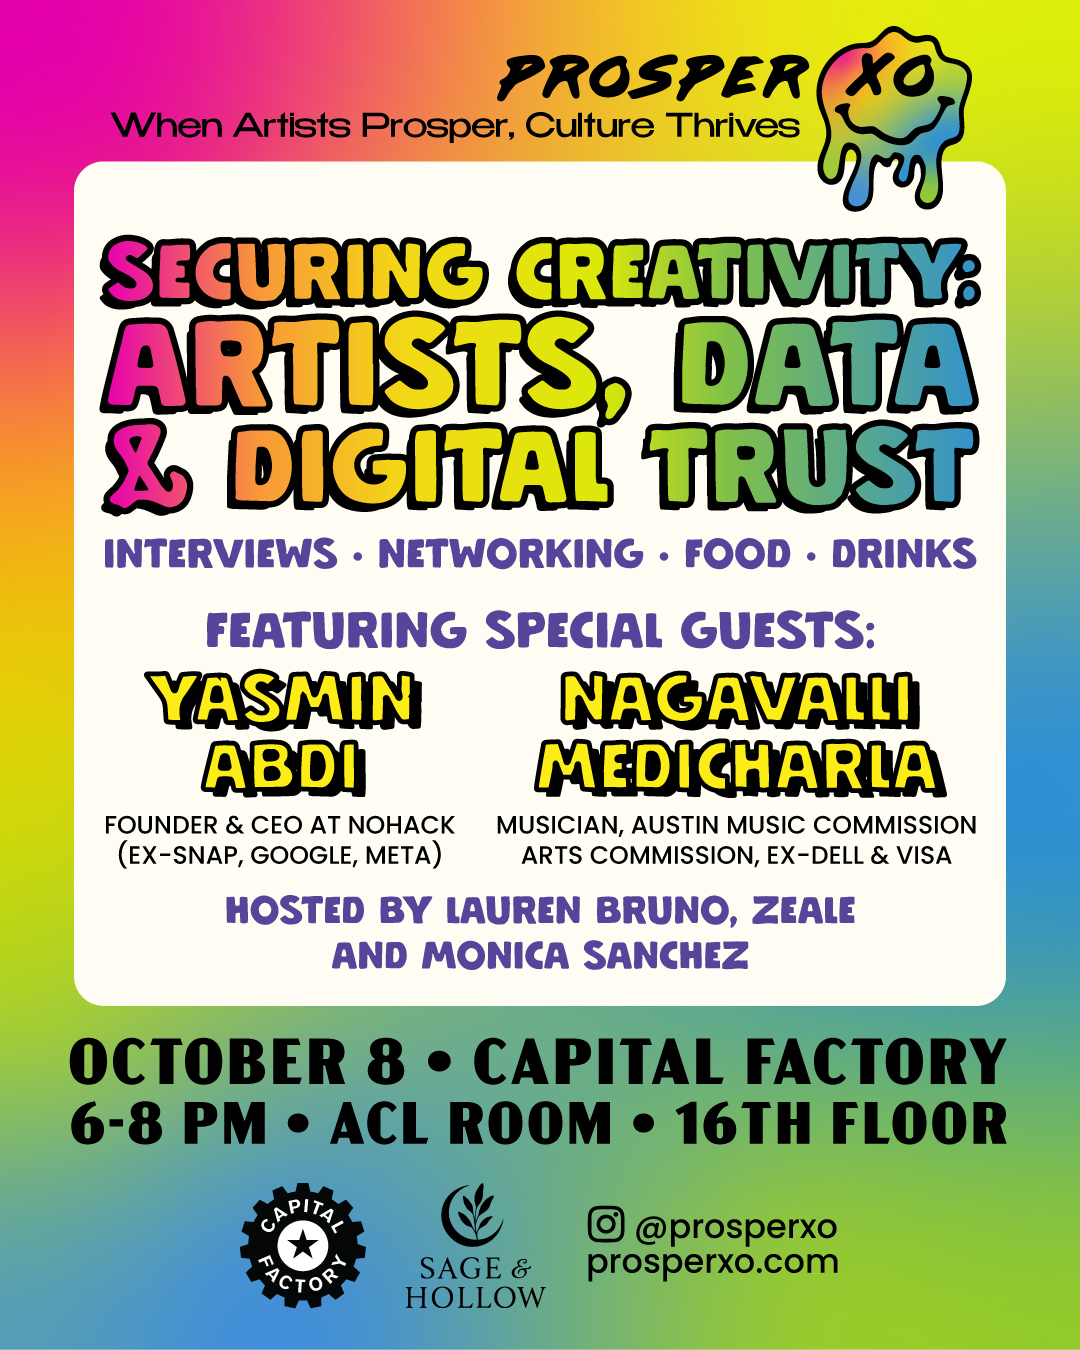 PROSPER XO
When Artists Prosper, Culture Thrives
SECURING CREATIVITY:
ARTISTS, DATA
& DIGITAL TRUST
INTERVIEWS · NETWORKING · FOOD · DRINKS
FEATURING SPECIAL GUESTS:
YASMIN
ABDI
FOUNDER & CEO AT NOHACK
(EX-SNAP, GOOGLE, META)
NAGAVALLI
MEDICHARLA
MUSICIAN, AUSTIN MUSIC COMMISSION
ARTS COMMISSION, EX-DELL & VISA
HOSTED BY LAUREN BRUNO, ZEALE
AND MONICA SANCHEZ
OCTOBER 8 • CAPITAL FACTORY
6-8 PM • ACL ROOM • 16TH FLOOR
CAPITAL
FACTORY
SAGE &
HOLLOW
@prosperxo
prosperxo.com